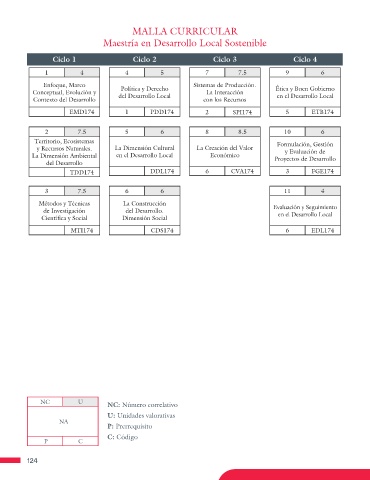 MALLA CURRICULAR
Maestría en Desarrollo Local Sostenible
Ciclo 1 Ciclo 2 Ciclo 3 Ciclo 4
1 4
Enfoque, Marco
Conceptual, Evolución y
Contexto del Desarrollo
EMD174
4 5
Política y Derecho
del Desarrollo Local
1 PDD174
7 7.5
Sistemas de Producción.
La Interacción
con los Recursos
2 SPI174
9 6
Ética y Buen Gobierno
en el Desarrollo Local
5 ETB174
2 7.5
Territorio, Ecosistemas
y Recursos Naturales.
La Dimensión Ambiental
del Desarrollo
TDD174
5 6
La Dimensión Cultural
en el Desarrollo Local
DDL174
8 8.5
La Creación del Valor
Económico
6 CVA174
10 6
Formulación, Gestión
y Evaluación de
Proyectos de Desarrollo
3 FGE174
3 7.5
Métodos y Técnicas
de Investigación
Científica y Social
MTI174
6 6
La Construcción
del Desarrollo.
Dimensión Social
CDS174
11 4
Evaluación y Seguimiento
en el Desarrollo Local
6 EDL174
NC U
NA
P C
NC: Número correlativo
U: Unidades valorativas
P: Prerrequisito
C: Código
124